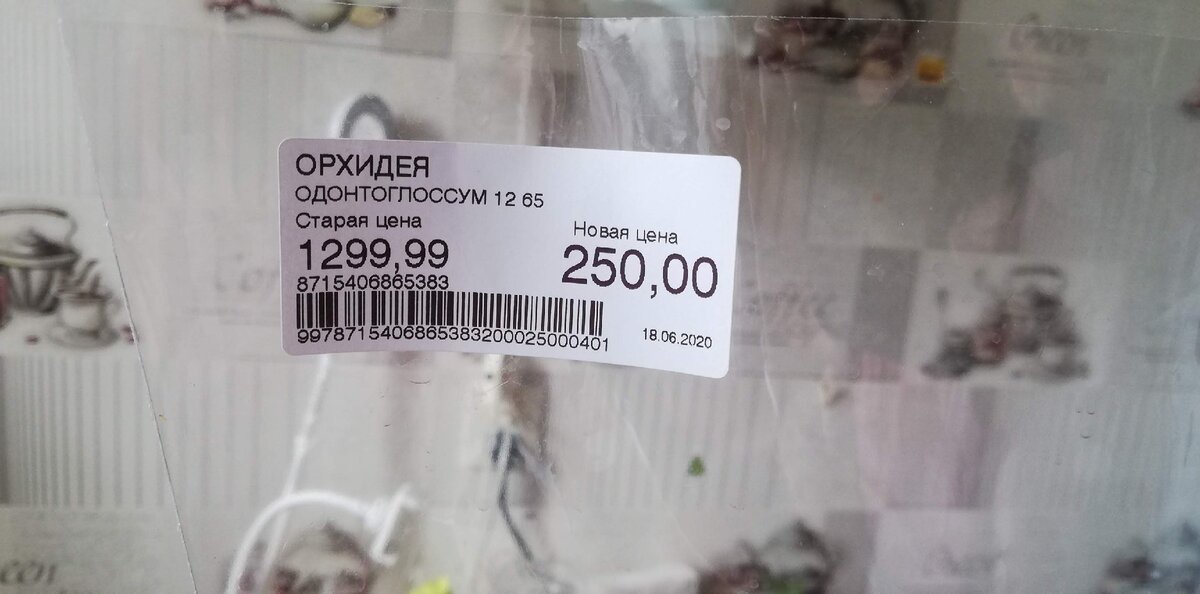 ОРХИДЕЯ
ОДОНТОГЛОССУМ 12 65
Старая цена
Новая цена
1299,99
250,00
8715406865383
9978715406865383200025000401
18.06.2020